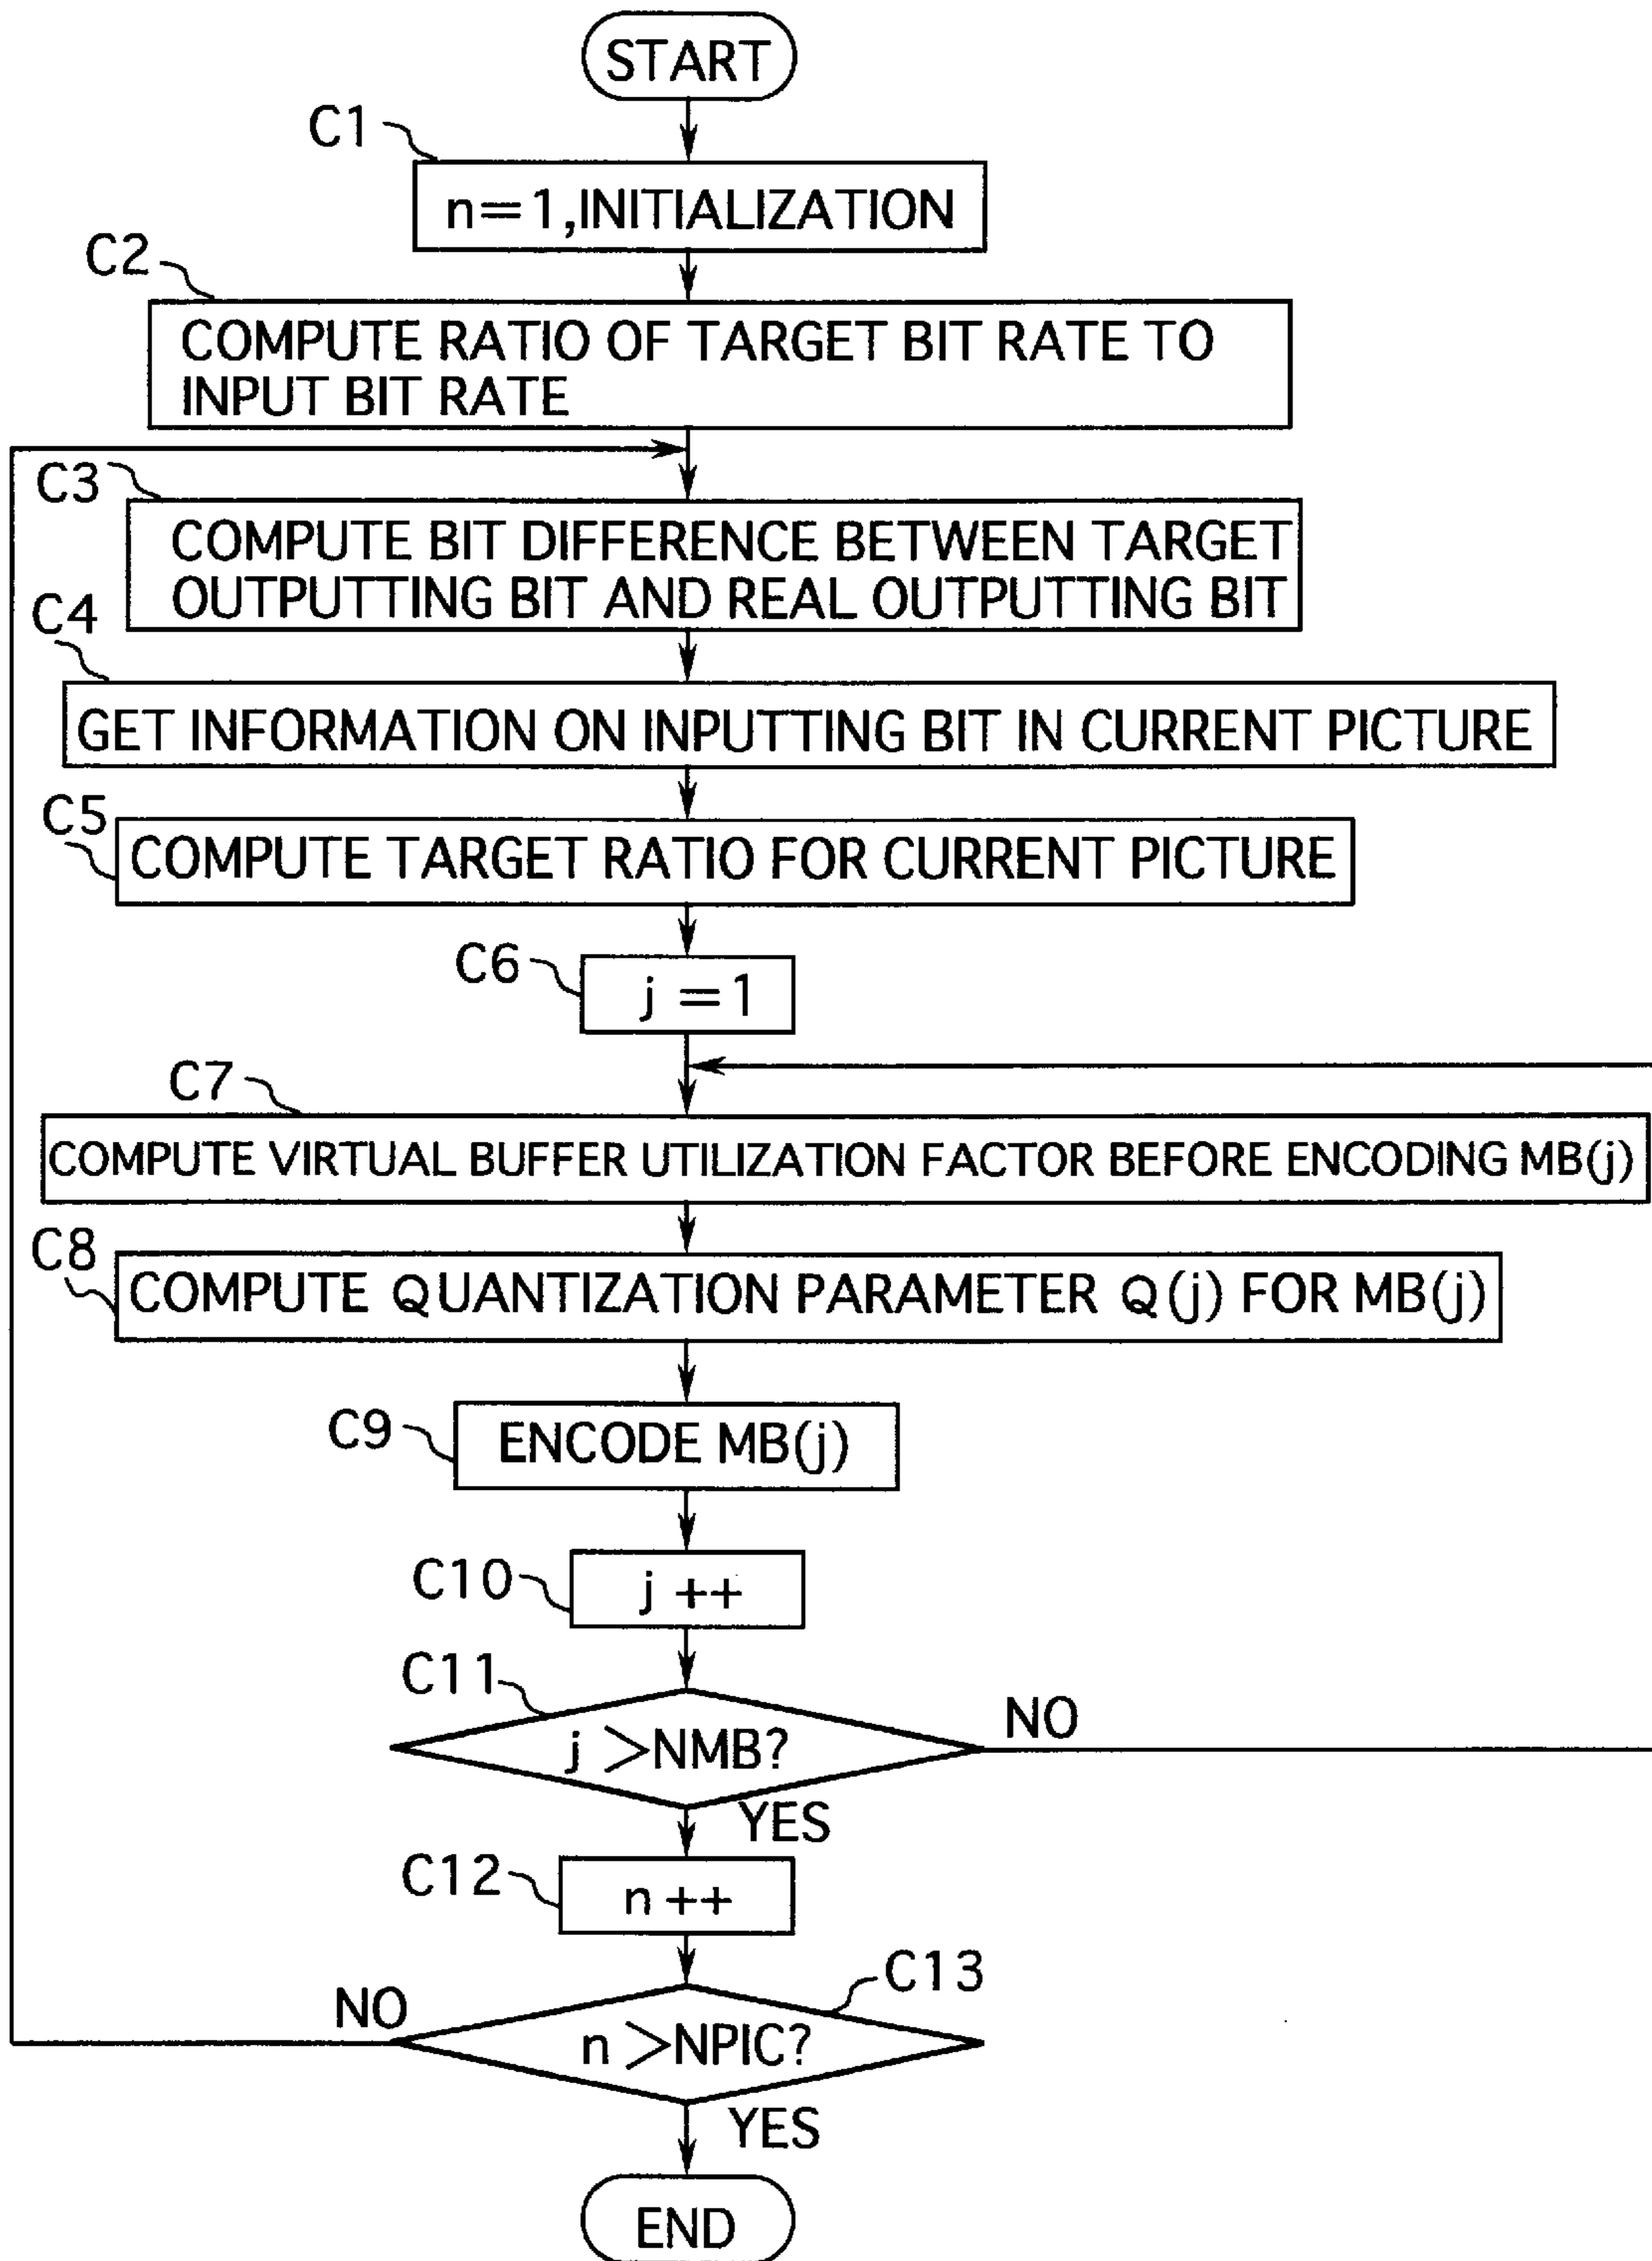 START
C1
n=1,INITIALIZATION
C2
COMPUTE RATIO OF TARGET BIT RATE TO
INPUT BIT RATE
C3
COMPUTE BIT DIFFERENCE BETWEEN TARGET
OUTPUTTING BIT AND REAL OUTPUTTING BIT
C4
GET INFORMATION ON INPUTTING BIT IN CURRENT PICTURE
C5
COMPUTE TARGET RATIO FOR CURRENT PICTURE
C6
j =1
C7
COMPUTE VIRTUAL BUFFER UTILIZATION FACTOR BEFORE ENCODING MB(j)
C8
COMPUTE QUANTIZATION PARAMETER Q(j) FOR MB(j)
C9
ENCODE MB(j)
C10
j ++
C11
j >NMB?
NO
YES
C12
n ++
C13
n >NPIC?
NO
YES
END